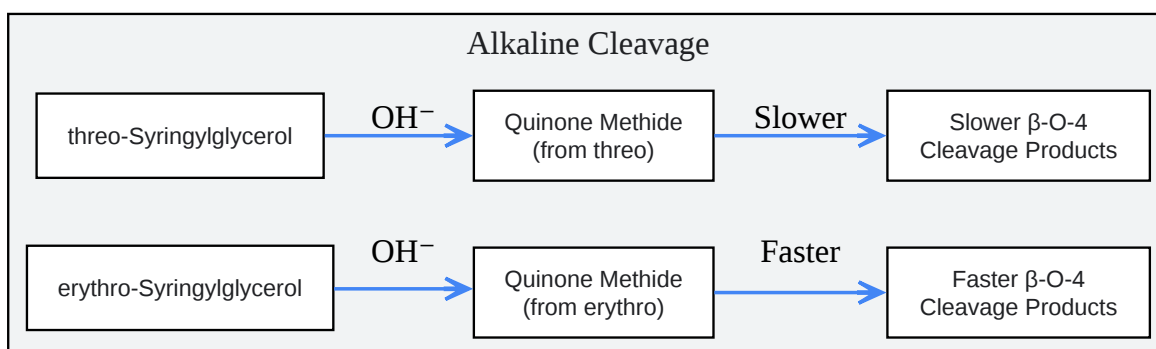 Alkaline Cleavage
threo-Syringylglycerol
OH⁻
Quinone Methide
(from threo)
Slower
Slower β-O-4
Cleavage Products
erythro-Syringylglycerol
OH⁻
Quinone Methide
(from erythro)
Faster
Faster β-O-4
Cleavage Products